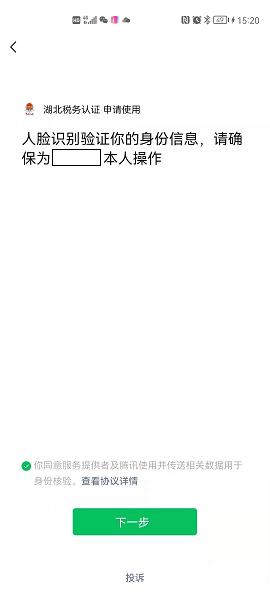 15:20
湖北税务认证 申请使用
人脸识别验证你的身份信息，请确
保为 本人操作
你同意服务提供者及腾讯使用并传送相关数据用于
身份核验。查看协议详情
下一步
投诉